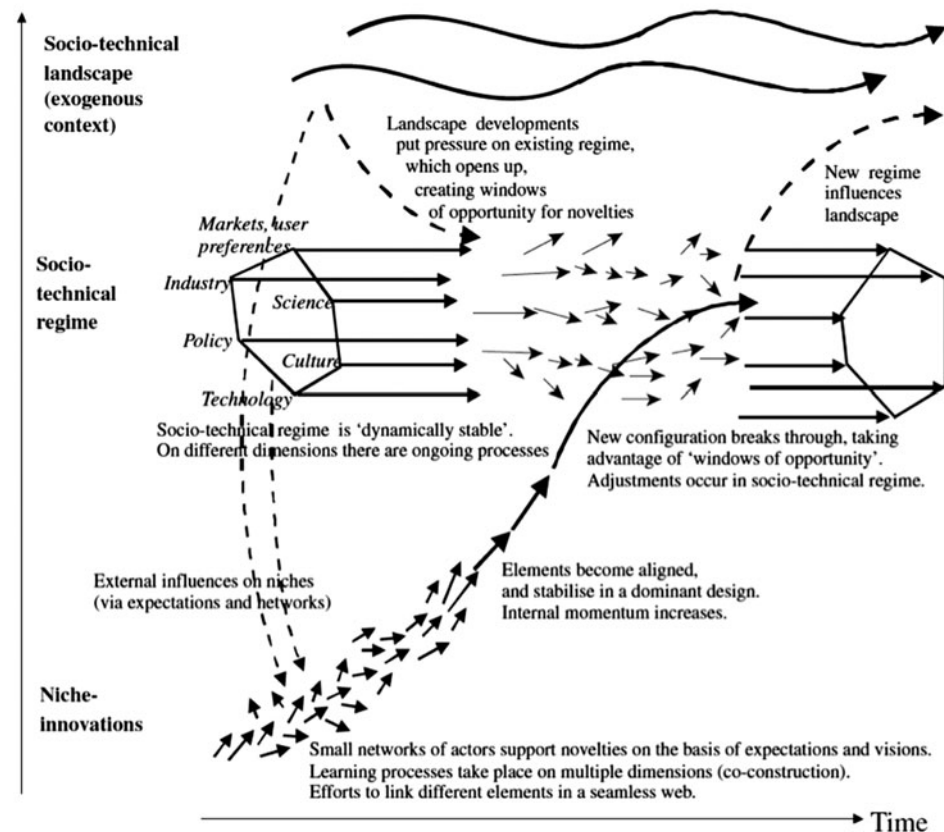 Socio-technical
landscape
(exogenous
context)
Landscape developments
put pressure on existing regime,
which opens up,
creating windows
of opportunity for novelties
New regime
influences
landscape
Socio-
technical
regime
Markets, user
preferences
Industry
Science
Policy
Culture
Technology
Socio-technical regime is ‘dynamically stable’.
On different dimensions there are ongoing processes
New configuration breaks through, taking
advantage of ‘windows of opportunity’.
Adjustments occur in socio-technical regime.
External influences on niches
(via expectations and networks)
Elements become aligned,
and stabilise in a dominant design.
Internal momentum increases.
Niche-
innovations
Small networks of actors support novelties on the basis of expectations and visions.
Learning processes take place on multiple dimensions (co-construction).
Efforts to link different elements in a seamless web.
Time